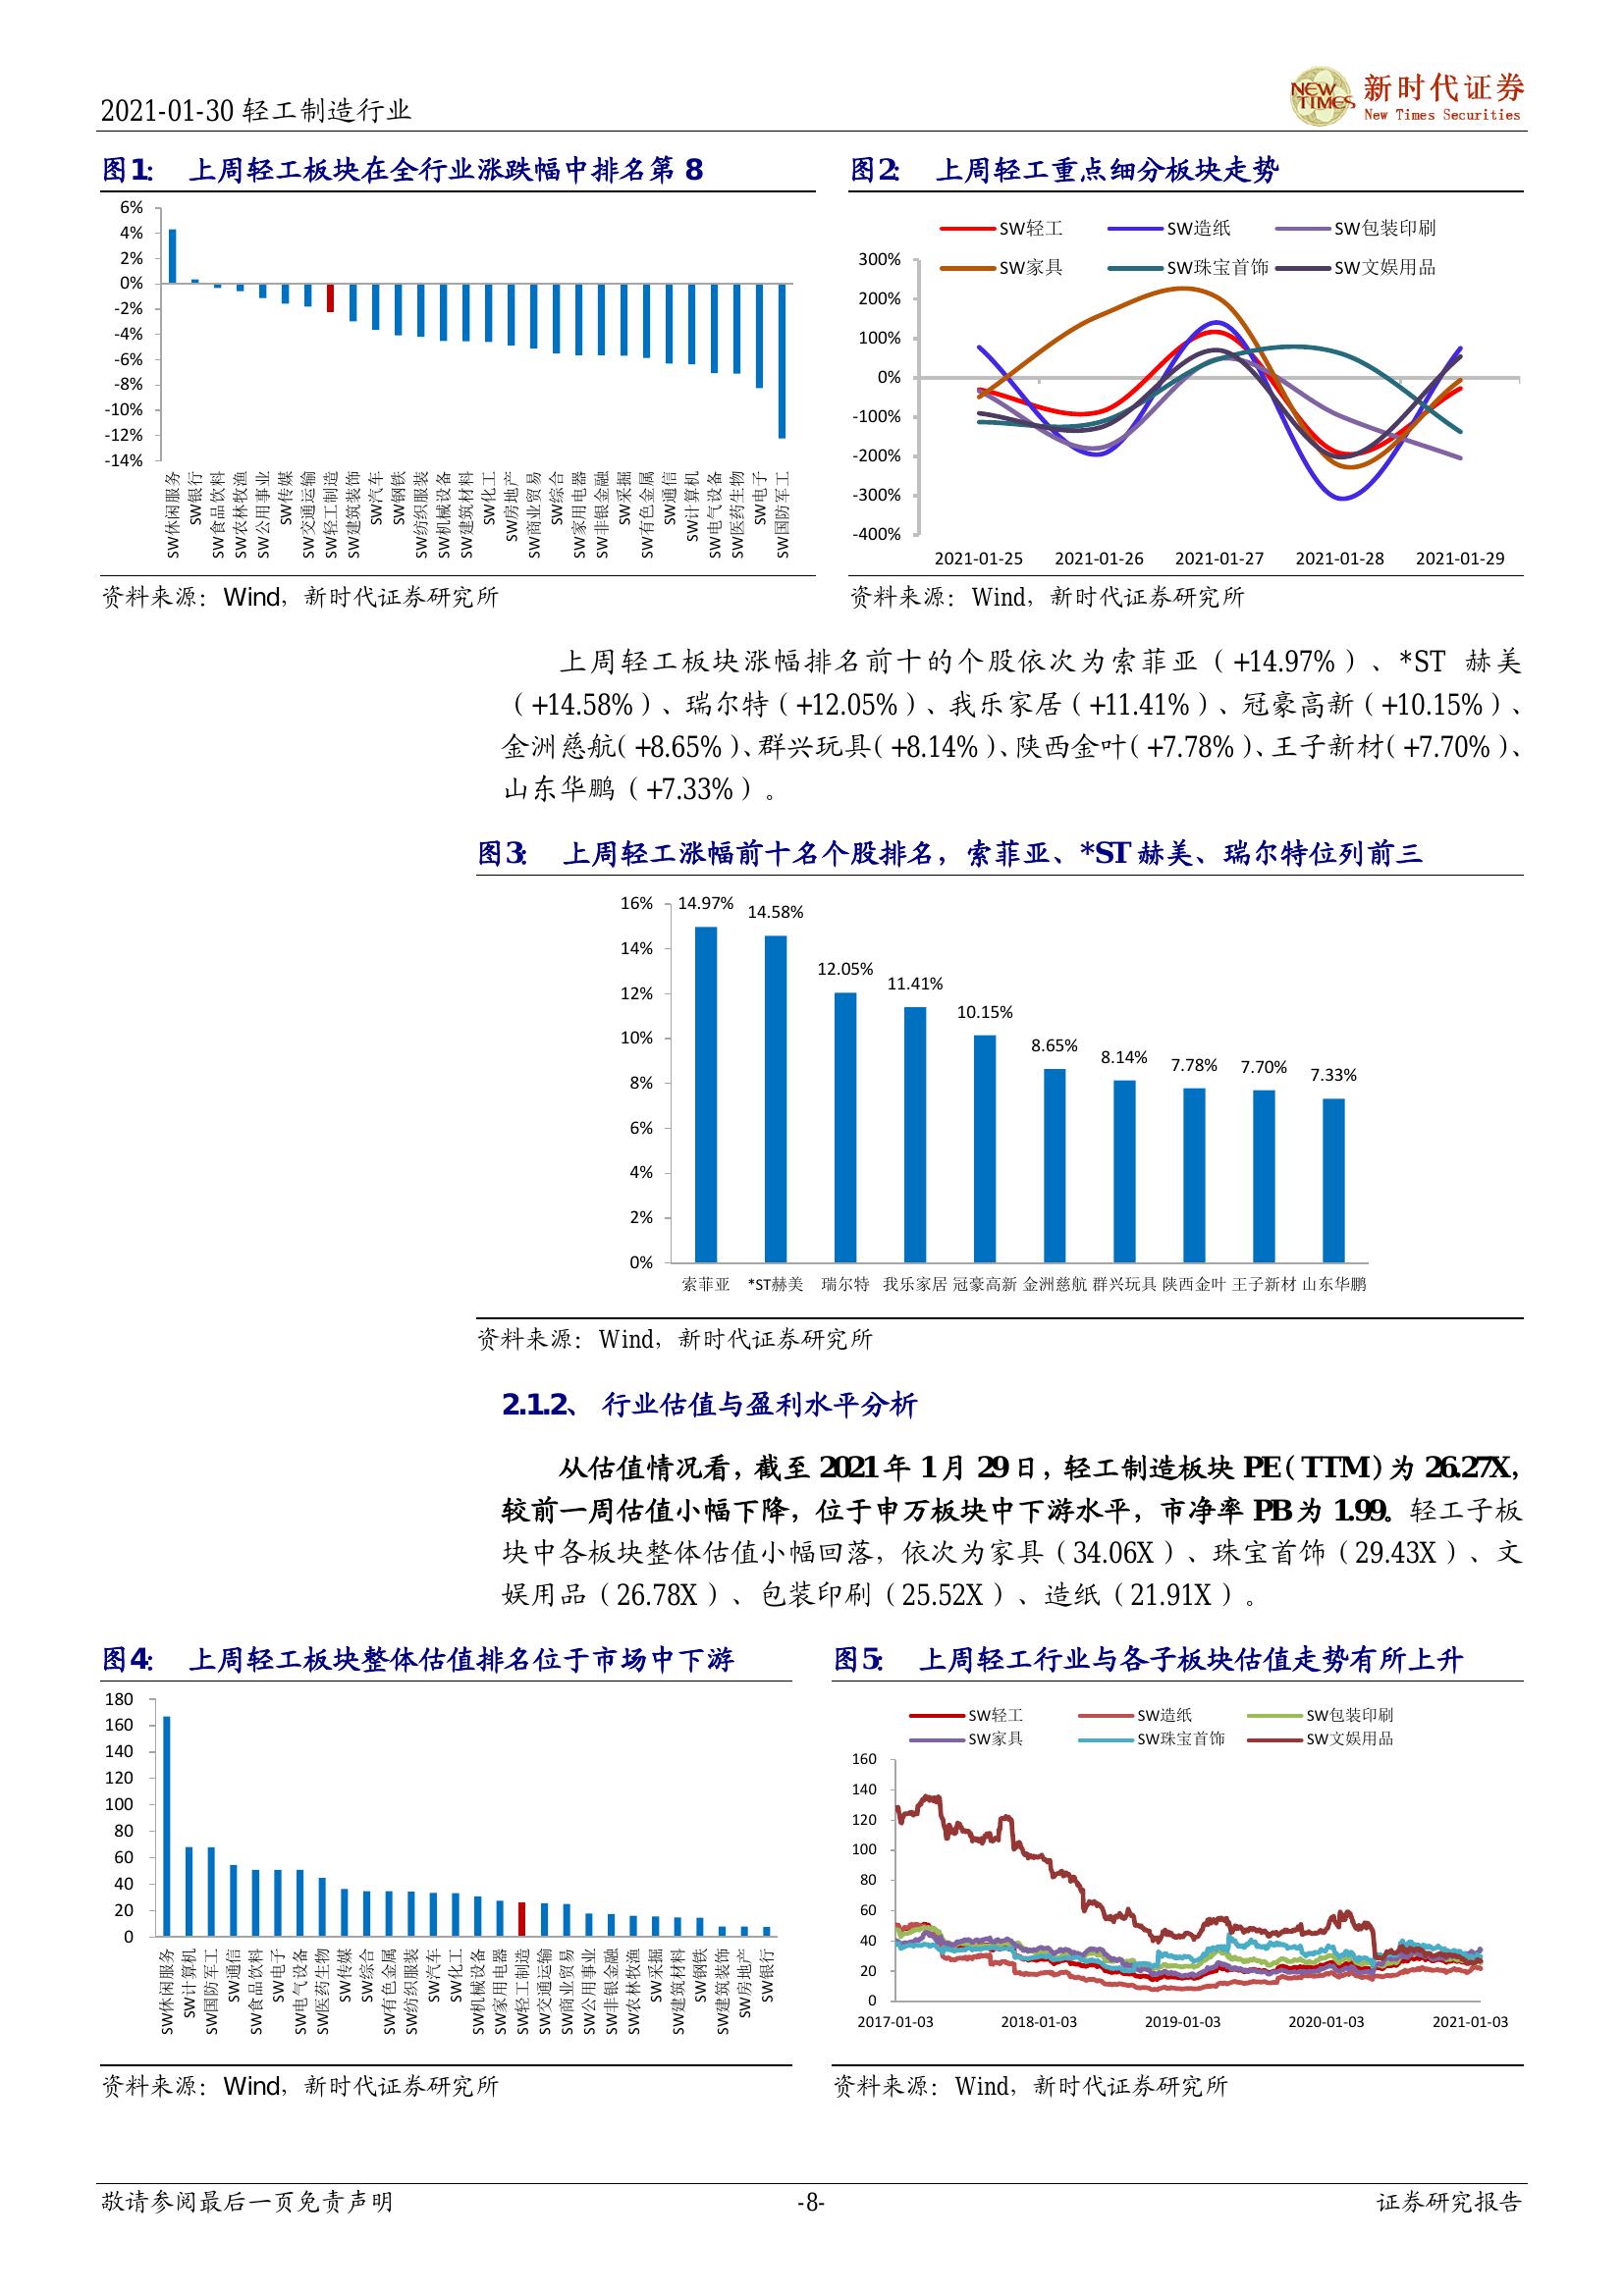 2021-01-30 轻工制造行业
NEW TIMES
新时代证券
New Times Securities
图1: 上周轻工板块在全行业涨跌幅中排名第 8
6%
4%
2%
0%
-2%
-4%
-6%
-8%
-10%
-12%
-14%
SW休闲服务
SW银行
SW食品饮料
SW农林牧渔
SW公用事业
SW传媒
SW交通运输
SW轻工制造
SW建筑装饰
SW汽车
SW钢铁
SW纺织服装
SW机械设备
SW建筑材料
SW化工
SW房地产
SW商业贸易
SW综合
SW家用电器
SW非银金融
SW采掘
SW有色金属
SW通信
SW计算机
SW电气设备
SW医药生物
SW电子
SW国防军工
资料来源：Wind，新时代证券研究所
图2: 上周轻工重点细分板块走势
SW轻工 SW造纸 SW包装印刷
SW家具 SW珠宝首饰 SW文娱用品
300%
200%
100%
0%
-100%
-200%
-300%
-400%
2021-01-25 2021-01-26 2021-01-27 2021-01-28 2021-01-29
资料来源：Wind，新时代证券研究所
上周轻工板块涨幅排名前十的个股依次为索菲亚（+14.97%）、*ST 赫美
（+14.58%）、瑞尔特（+12.05%）、我乐家居（+11.41%）、冠豪高新（+10.15%）、
金洲慈航（+8.65%）、群兴玩具（+8.14%）、陕西金叶（+7.78%）、王子新材（+7.70%）、
山东华鹏（+7.33%）。
图3: 上周轻工涨幅前十名个股排名，索菲亚、*ST 赫美、瑞尔特位列前三
16%
14%
12%
10%
8%
6%
4%
2%
0%
14.97% 14.58% 12.05% 11.41% 10.15% 8.65% 8.14% 7.78% 7.70% 7.33%
索菲亚 *ST赫美 瑞尔特 我乐家居 冠豪高新 金洲慈航 群兴玩具 陕西金叶 王子新材 山东华鹏
资料来源：Wind，新时代证券研究所
2.1.2、 行业估值与盈利水平分析
从估值情况看，截至 2021 年 1 月 29 日，轻工制造板块 PE（TTM）为 26.27X，
较前一周估值小幅下降，位于申万板块中下游水平，市净率 PB 为 1.99。轻工子板
块中各板块整体估值小幅回落，依次为家具（34.06X）、珠宝首饰（29.43X）、文
娱用品（26.78X）、包装印刷（25.52X）、造纸（21.91X）。
图4: 上周轻工板块整体估值排名位于市场中下游
180
160
140
120
100
80
60
40
20
0
SW休闲服务
SW计算机
SW国防军工
SW通信
SW食品饮料
SW电子
SW电气设备
SW医药生物
SW传媒
SW综合
SW有色金属
SW纺织服装
SW汽车
SW化工
SW机械设备
SW家用电器
SW轻工制造
SW交通运输
SW商业贸易
SW公用事业
SW非银金融
SW农林牧渔
SW采掘
SW建筑材料
SW钢铁
SW建筑装饰
SW房地产
SW银行
资料来源：Wind，新时代证券研究所
图5: 上周轻工行业与各子板块估值走势有所上升
SW轻工 SW造纸 SW包装印刷
SW家具 SW珠宝首饰 SW文娱用品
160
140
120
100
80
60
40
20
0
2017-01-03 2018-01-03 2019-01-03 2020-01-03 2021-01-03
资料来源：Wind，新时代证券研究所
敬请参阅最后一页免责声明 -8- 证券研究报告